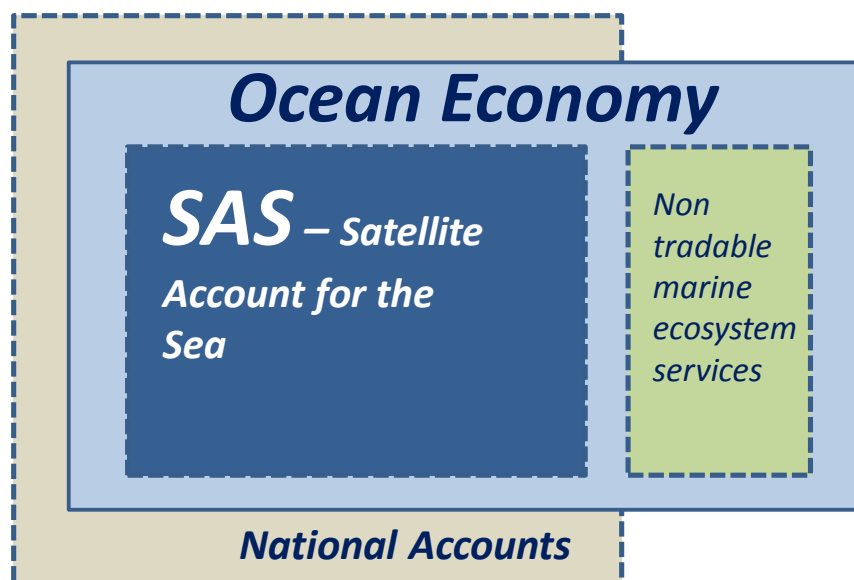 Ocean Economy
SAS – Satellite
Account for the
Sea
Non
tradable
marine
ecosystem
services
National Accounts